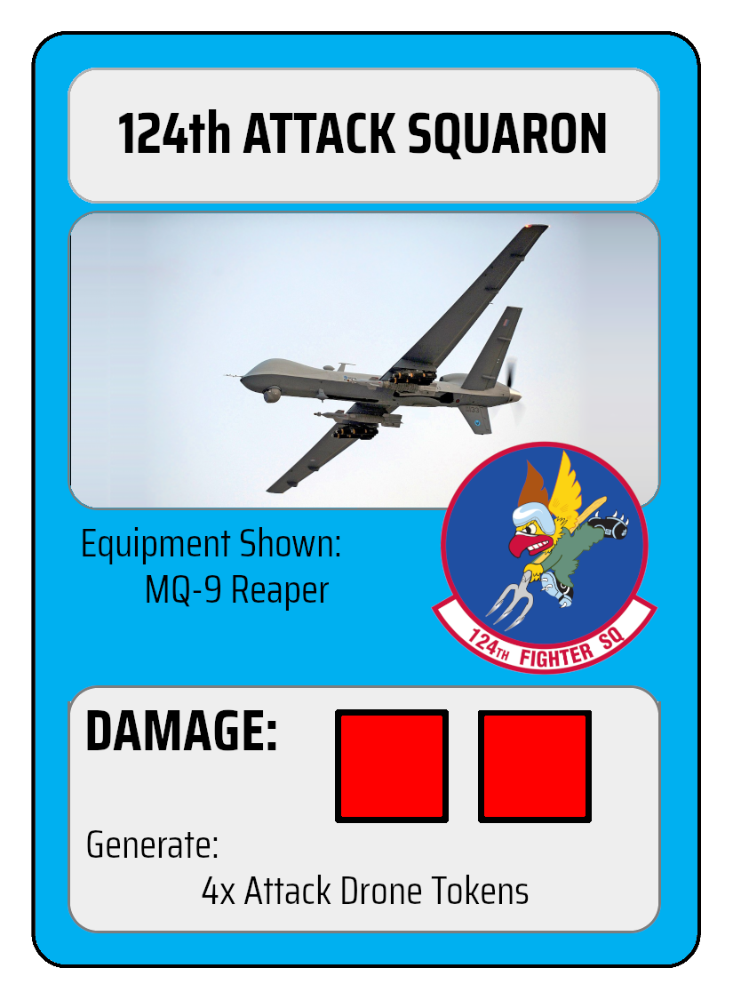 124th ATTACK SQUARON
Equipment Shown:
MQ-9 Reaper
124TH FIGHTER SQ
DAMAGE:
Generate:
4x Attack Drone Tokens